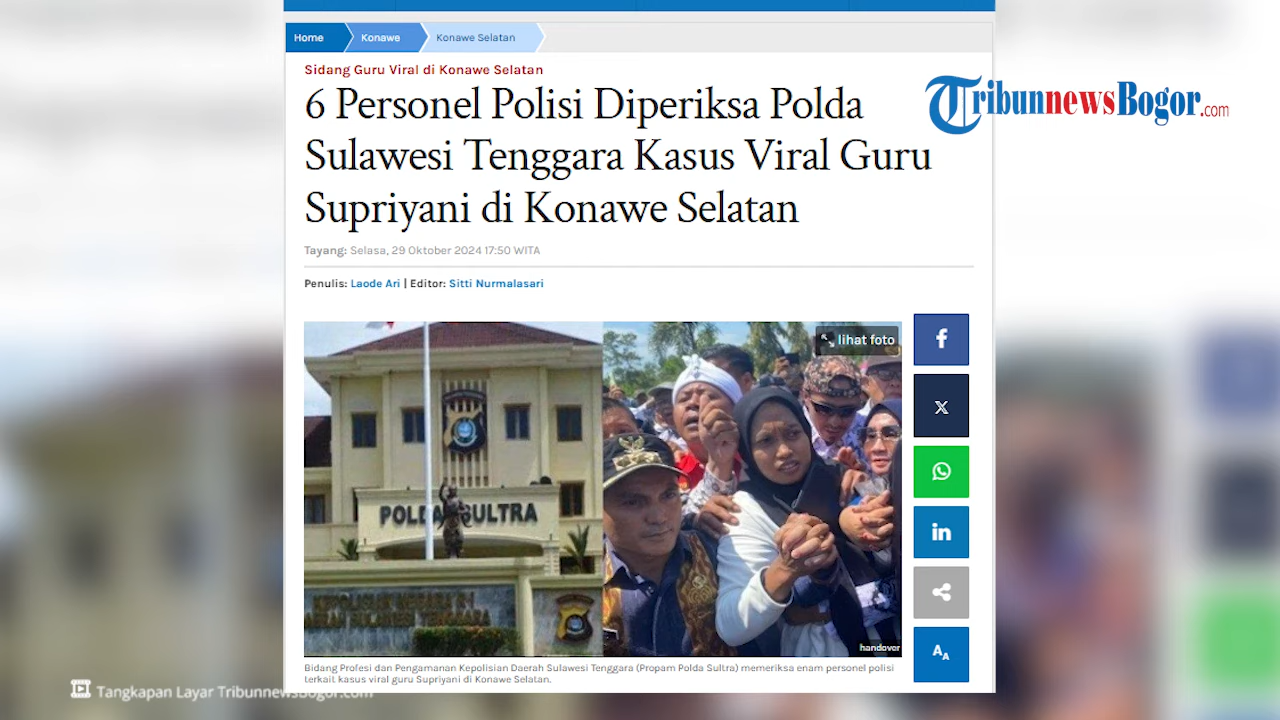 Home
Konawe
Konawe Selatan
Sidang Guru Viral di Konawe Selatan
6 Personel Polisi Diperiksa Polda
Sulawesi Tenggara Kasus Viral Guru
Supriyani di Konawe Selatan
TribunnewsBogor.com
Tayang: Selasa, 29 Oktober 2024 17:50 WITA
Penulis: Laode Ari | Editor: Sitti Nurmalasari
lihat foto
POLDA SULTRA
handover
Bidang Profesi dan Pengamanan Kepolisian Daerah Sulawesi Tenggara (Propam Polda Sultra) memeriksa enam personel polisi
terkait kasus viral guru Supriyani di Konawe Selatan.
AA
Tangkapan Layar TribunnewsBogor.com